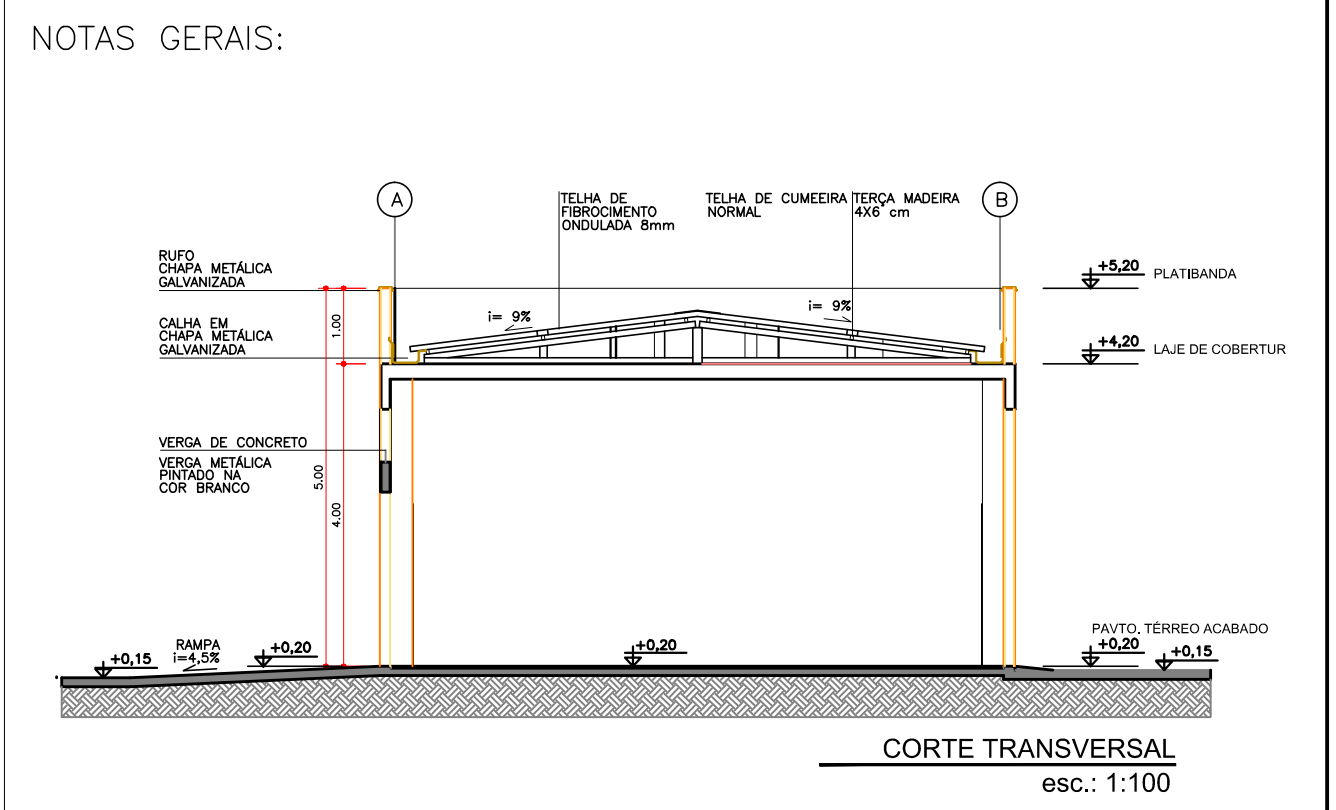 NOTAS GERAIS:
A
B
TELHA DE
FIBROCIMENTO
ONDULADA 8mm
TELHA DE CUMEEIRA
NORMAL
TERÇA MADEIRA
4X6 cm
RUFO
CHAPA METÁLICA
GALVANIZADA
+5,20 PLATIBANDA
i= 9%
i= 9%
1.00
CALHA EM
CHAPA METÁLICA
GALVANIZADA
+4,20 LAJE DE COBERTUR
VERGA DE CONCRETO
VERGA METÁLICA
PINTADO NA
COR BRANCO
5.00
4.00
RAMPA
i=4,5%
+0,15
+0,20
+0,20
PAVTO. TÉRREO ACABADO
+0,20
+0,15
CORTE TRANSVERSAL
esc.: 1:100